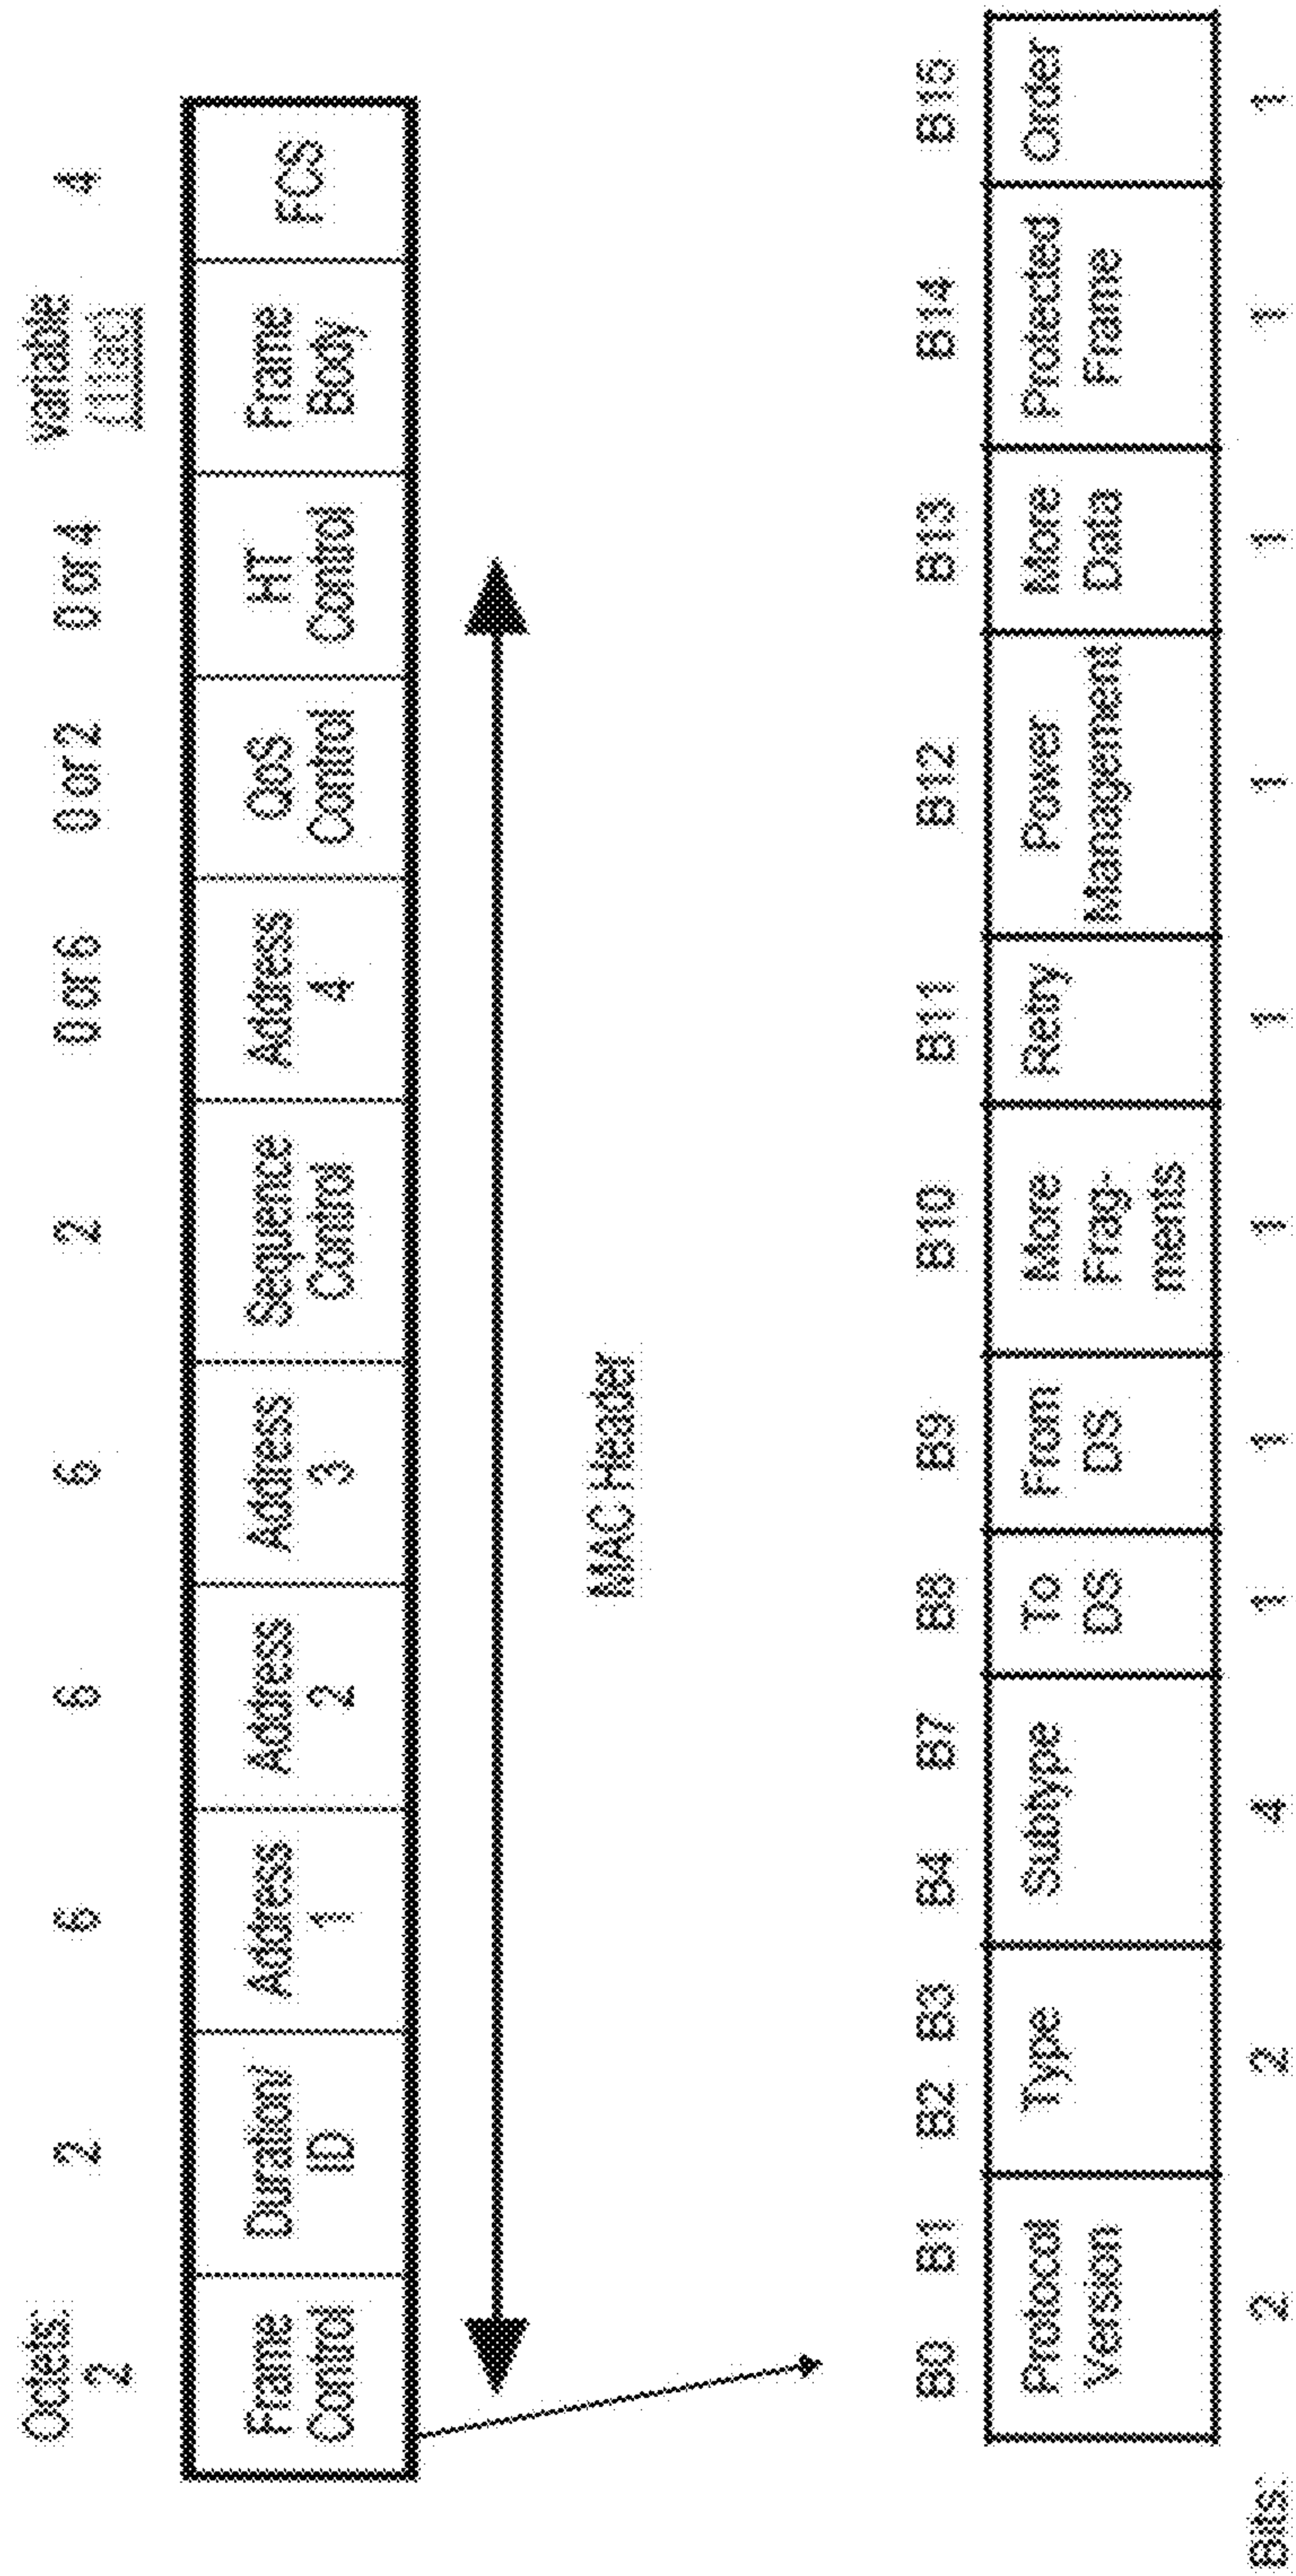 Octets: 2 2 6 6 6 2 0 or 6 0 or 2 0 or 4 variable 4
(11ac)
Frame Control
Duration/ ID
Address 1
Address 2
Address 3
Sequence Control
Address 4
QoS Control
HT Control
Frame Body
FCS
MAC Header
B0 B1 B2 B3 B4 B7 B8 B9 B10 B11 B12 B13 B14 B15
Protocol Version
Type
Subtype
To DS
From DS
More Frag- ments
Retry
Power Management
More Data
Protected Frame
Order
Bits: 2 2 4 1 1 1 1 1 1 1 1